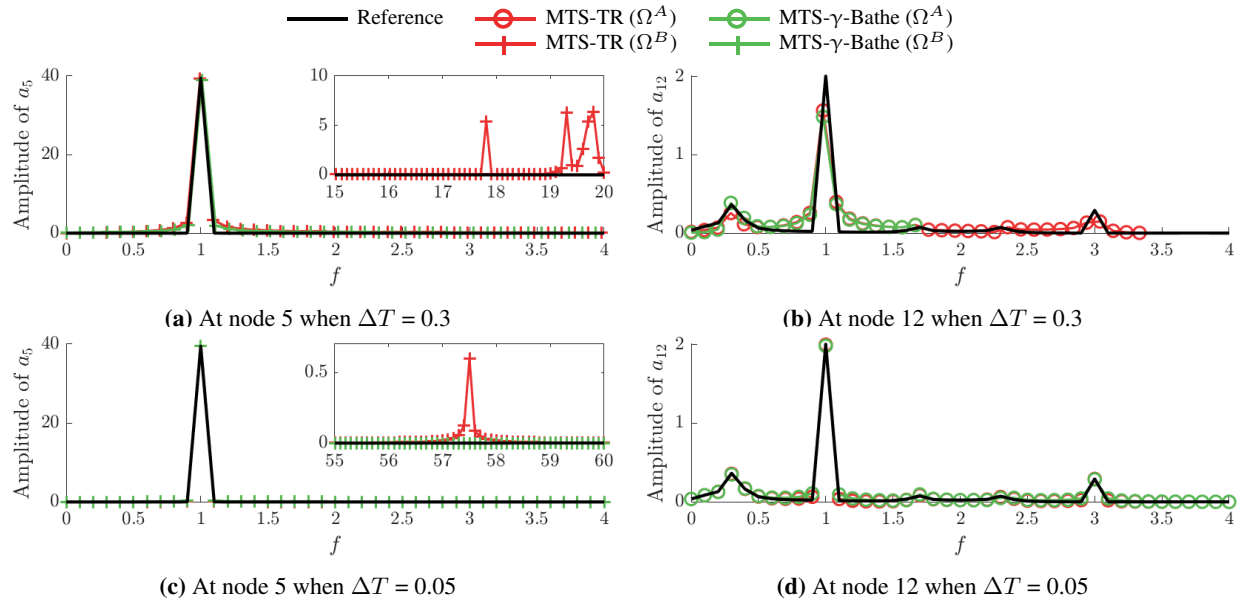 Reference
MTS-TR (Ω^A)
MTS-γ-Bathe (Ω^A)
MTS-TR (Ω^B)
MTS-γ-Bathe (Ω^B)
Amplitude of a₅
40
20
0
0 0.5 1 1.5 2 2.5 3 3.5 4
f
10
5
0
15 16 17 18 19 20
(a) At node 5 when ΔT = 0.3
Amplitude of a₁₂
2
1
0
0 0.5 1 1.5 2 2.5 3 3.5 4
f
(b) At node 12 when ΔT = 0.3
Amplitude of a₅
40
20
0
0 0.5 1 1.5 2 2.5 3 3.5 4
f
0.5
0
55 56 57 58 59 60
(c) At node 5 when ΔT = 0.05
Amplitude of a₁₂
2
1
0
0 0.5 1 1.5 2 2.5 3 3.5 4
f
(d) At node 12 when ΔT = 0.05